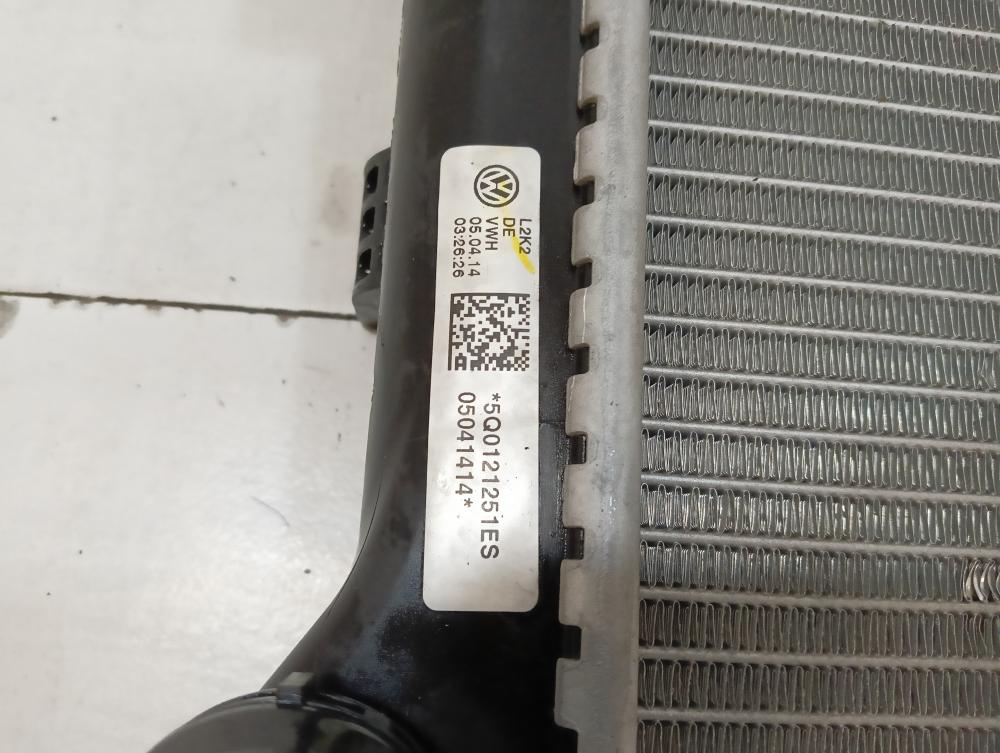 L2K2
DE
VWH
05.04.14
03:26:26
*5Q0121251ES
05041414*